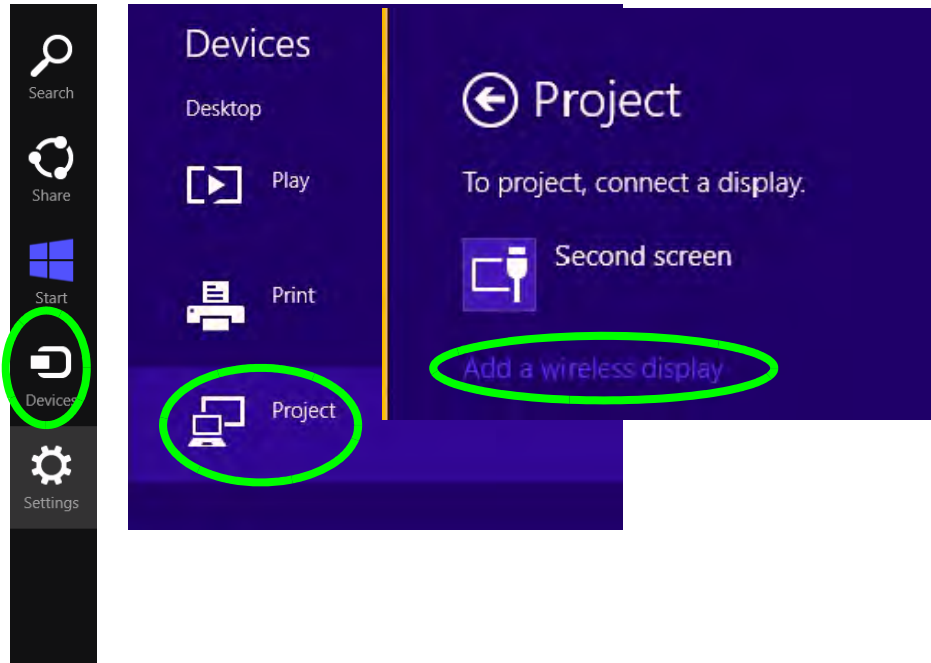 Search
Share
Start
Devices
Settings
Devices
Desktop
Play
Print
Project
Project
To project, connect a display.
Second screen
Add a wireless display